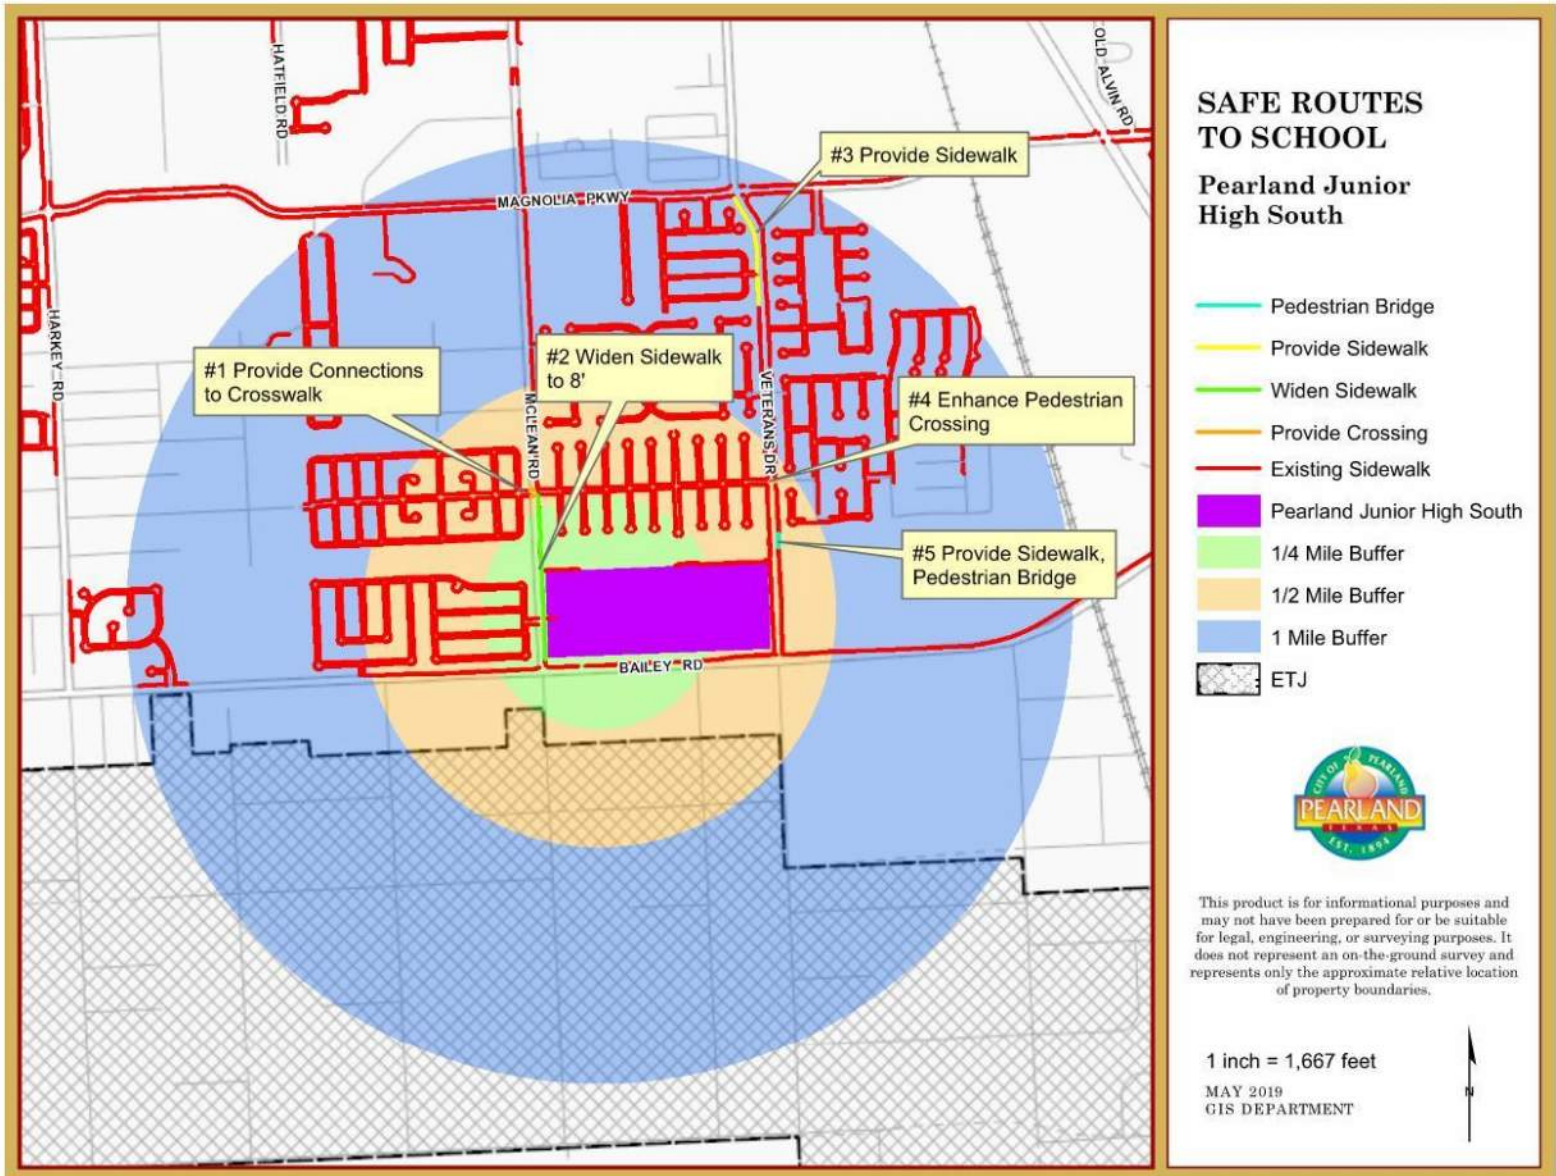 HATFIELD RD
OLD ALVIN RD
#3 Provide Sidewalk
MAGNOLIA PKWY
HARKEY RD
#1 Provide Connections
to Crosswalk
#2 Widen Sidewalk
to 8'
MCLEAN RD
VETERANS DR
#4 Enhance Pedestrian
Crossing
#5 Provide Sidewalk,
Pedestrian Bridge
BAILEY RD
SAFE ROUTES
TO SCHOOL
Pearland Junior
High South
Pedestrian Bridge
Provide Sidewalk
Widen Sidewalk
Provide Crossing
Existing Sidewalk
Pearland Junior High South
1/4 Mile Buffer
1/2 Mile Buffer
1 Mile Buffer
ETJ
CITY OF PEARLAND
PEARLAND
TEXAS
EST. 1894
This product is for informational purposes and
may not have been prepared for or be suitable
for legal, engineering, or surveying purposes. It
does not represent an on-the-ground survey and
represents only the approximate relative location
of property boundaries.
1 inch = 1,667 feet
MAY 2019
GIS DEPARTMENT
N